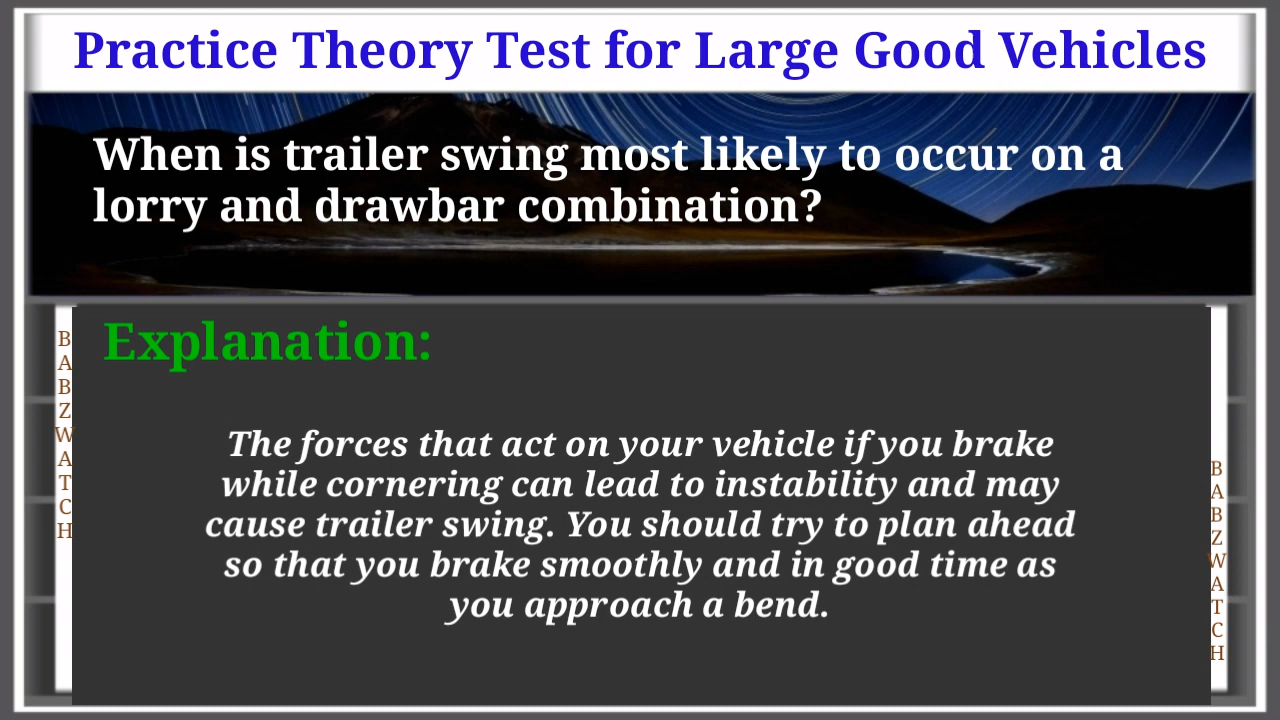 Practice Theory Test for Large Good Vehicles
When is trailer swing most likely to occur on a
lorry and drawbar combination?
Explanation:
The forces that act on your vehicle if you brake
while cornering can lead to instability and may
cause trailer swing. You should try to plan ahead
so that you brake smoothly and in good time as
you approach a bend.
BABZWATCH
BABZWATCH